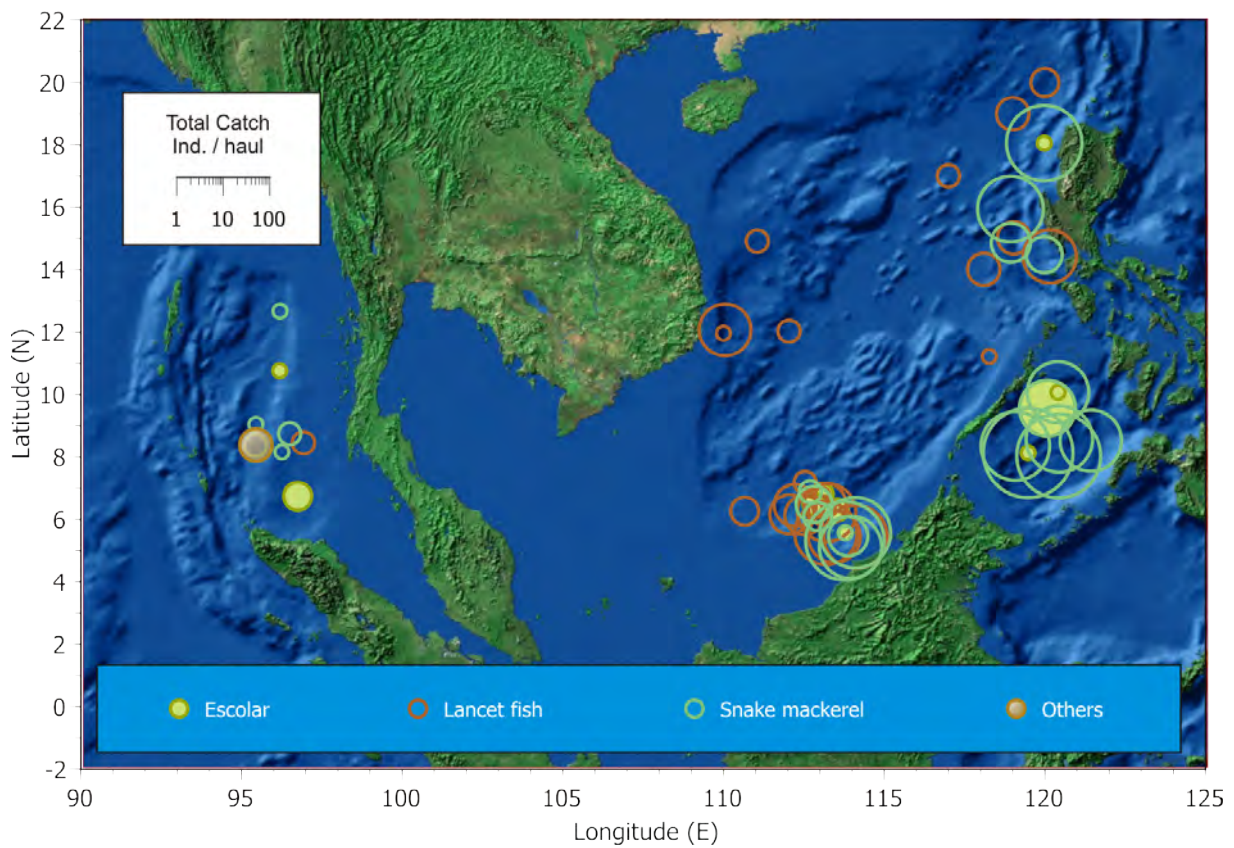 22
20
18
16
14
12
10
8
6
4
2
0
-2
Latitude (N)
Total Catch
Ind. / haul
1 10 100
Escolar Lancet fish Snake mackerel Others
90 95 100 105 110 115 120 125
Longitude (E)